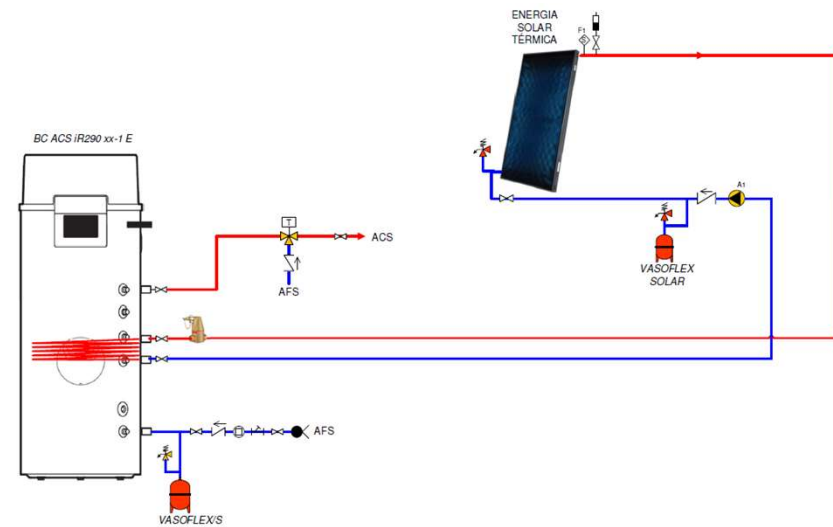 ENERGIA
SOLAR
TÉRMICA
F1
S
BC ACS iR290 xx-1 E
A1
T
ACS
AFS
VASOFLEX
SOLAR
AFS
VASOFLEX/S